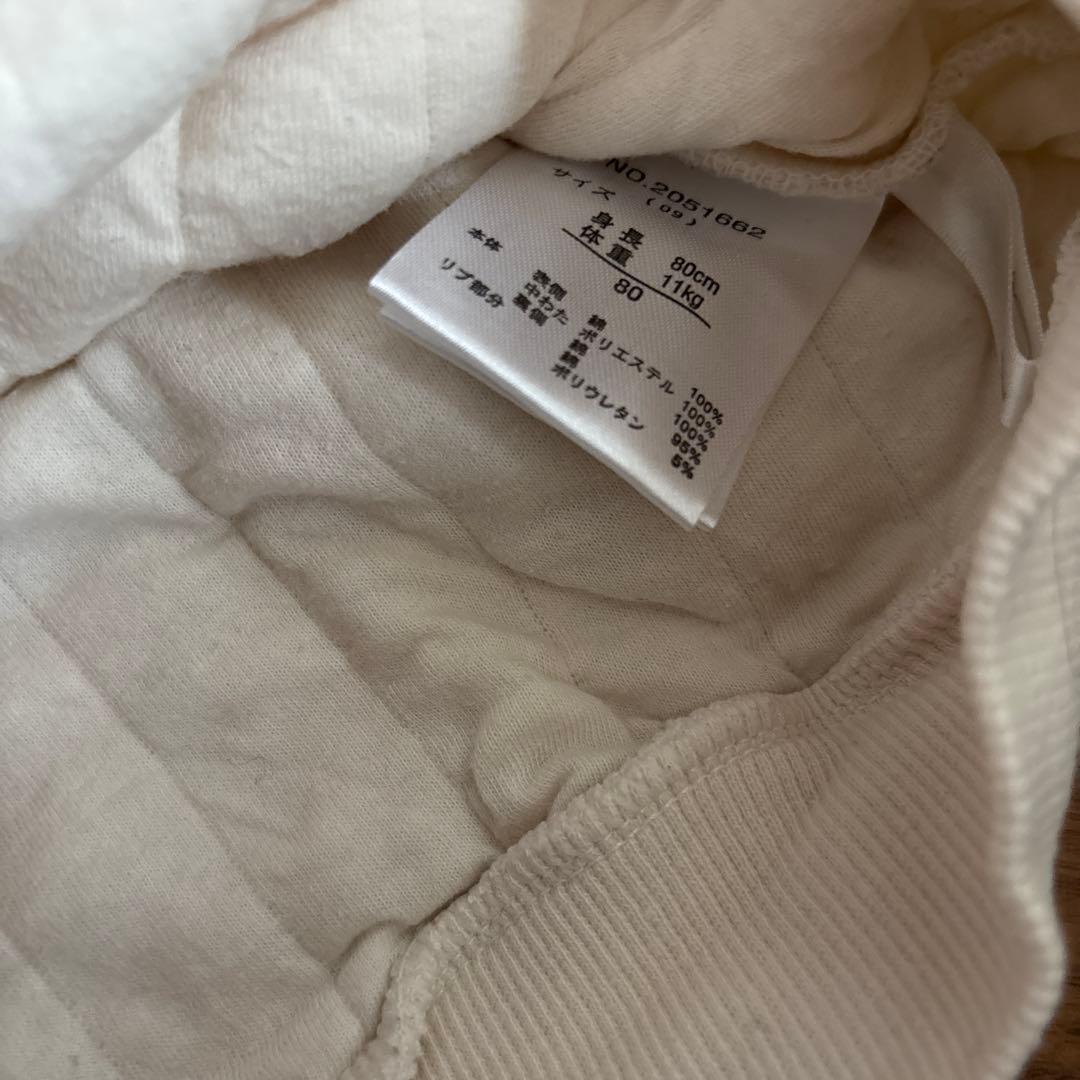 NO.2051662
サイズ (09)
身長 80cm
体重 11kg
80
本体 表側 綿 100%
中わた ポリエステル 100%
裏側 綿 100%
リブ部分 綿 95%
ポリウレタン 5%